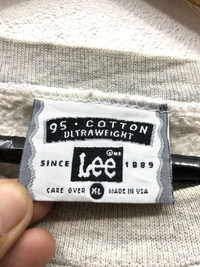 95 · COTTON
ULTRAWEIGHT
SINCE Lee 1889
CARE OVER XL MADE IN USA